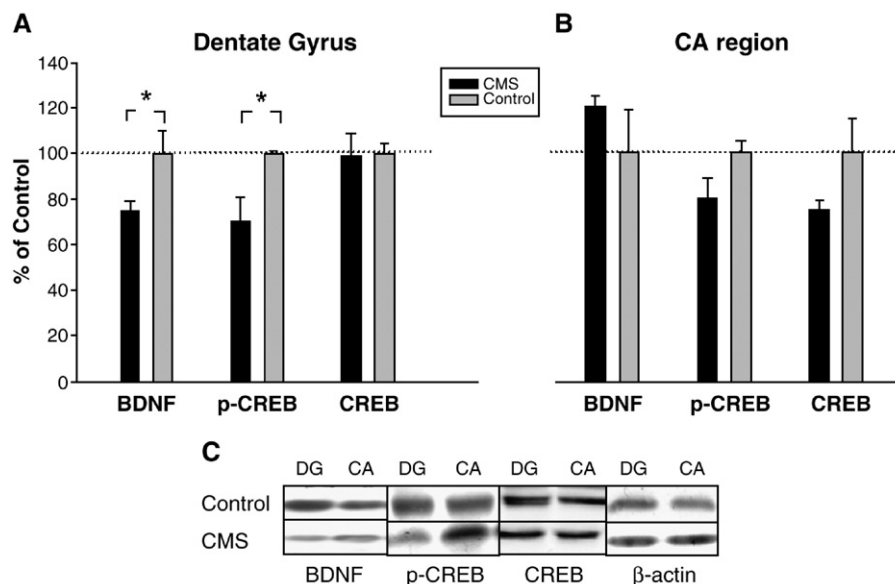 A
Dentate Gyrus
B
CA region
CMS
Control
% of Control
140
120
100
80
60
40
20
0
*
*
BDNF
p-CREB
CREB
BDNF
p-CREB
CREB
C
DG CA DG CA DG CA DG CA
Control
CMS
BDNF p-CREB CREB β-actin